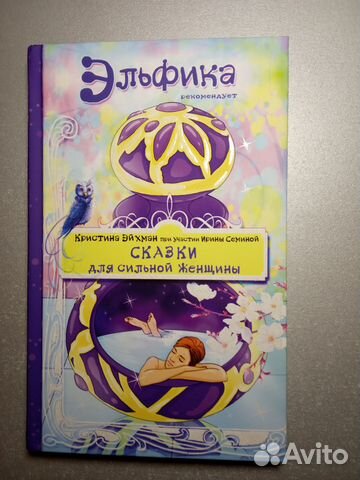 Эльфика
рекомендует
Кристина Эйхман при участии Ирины Семиной
СКАЗКИ
для сильной женщины
Avito